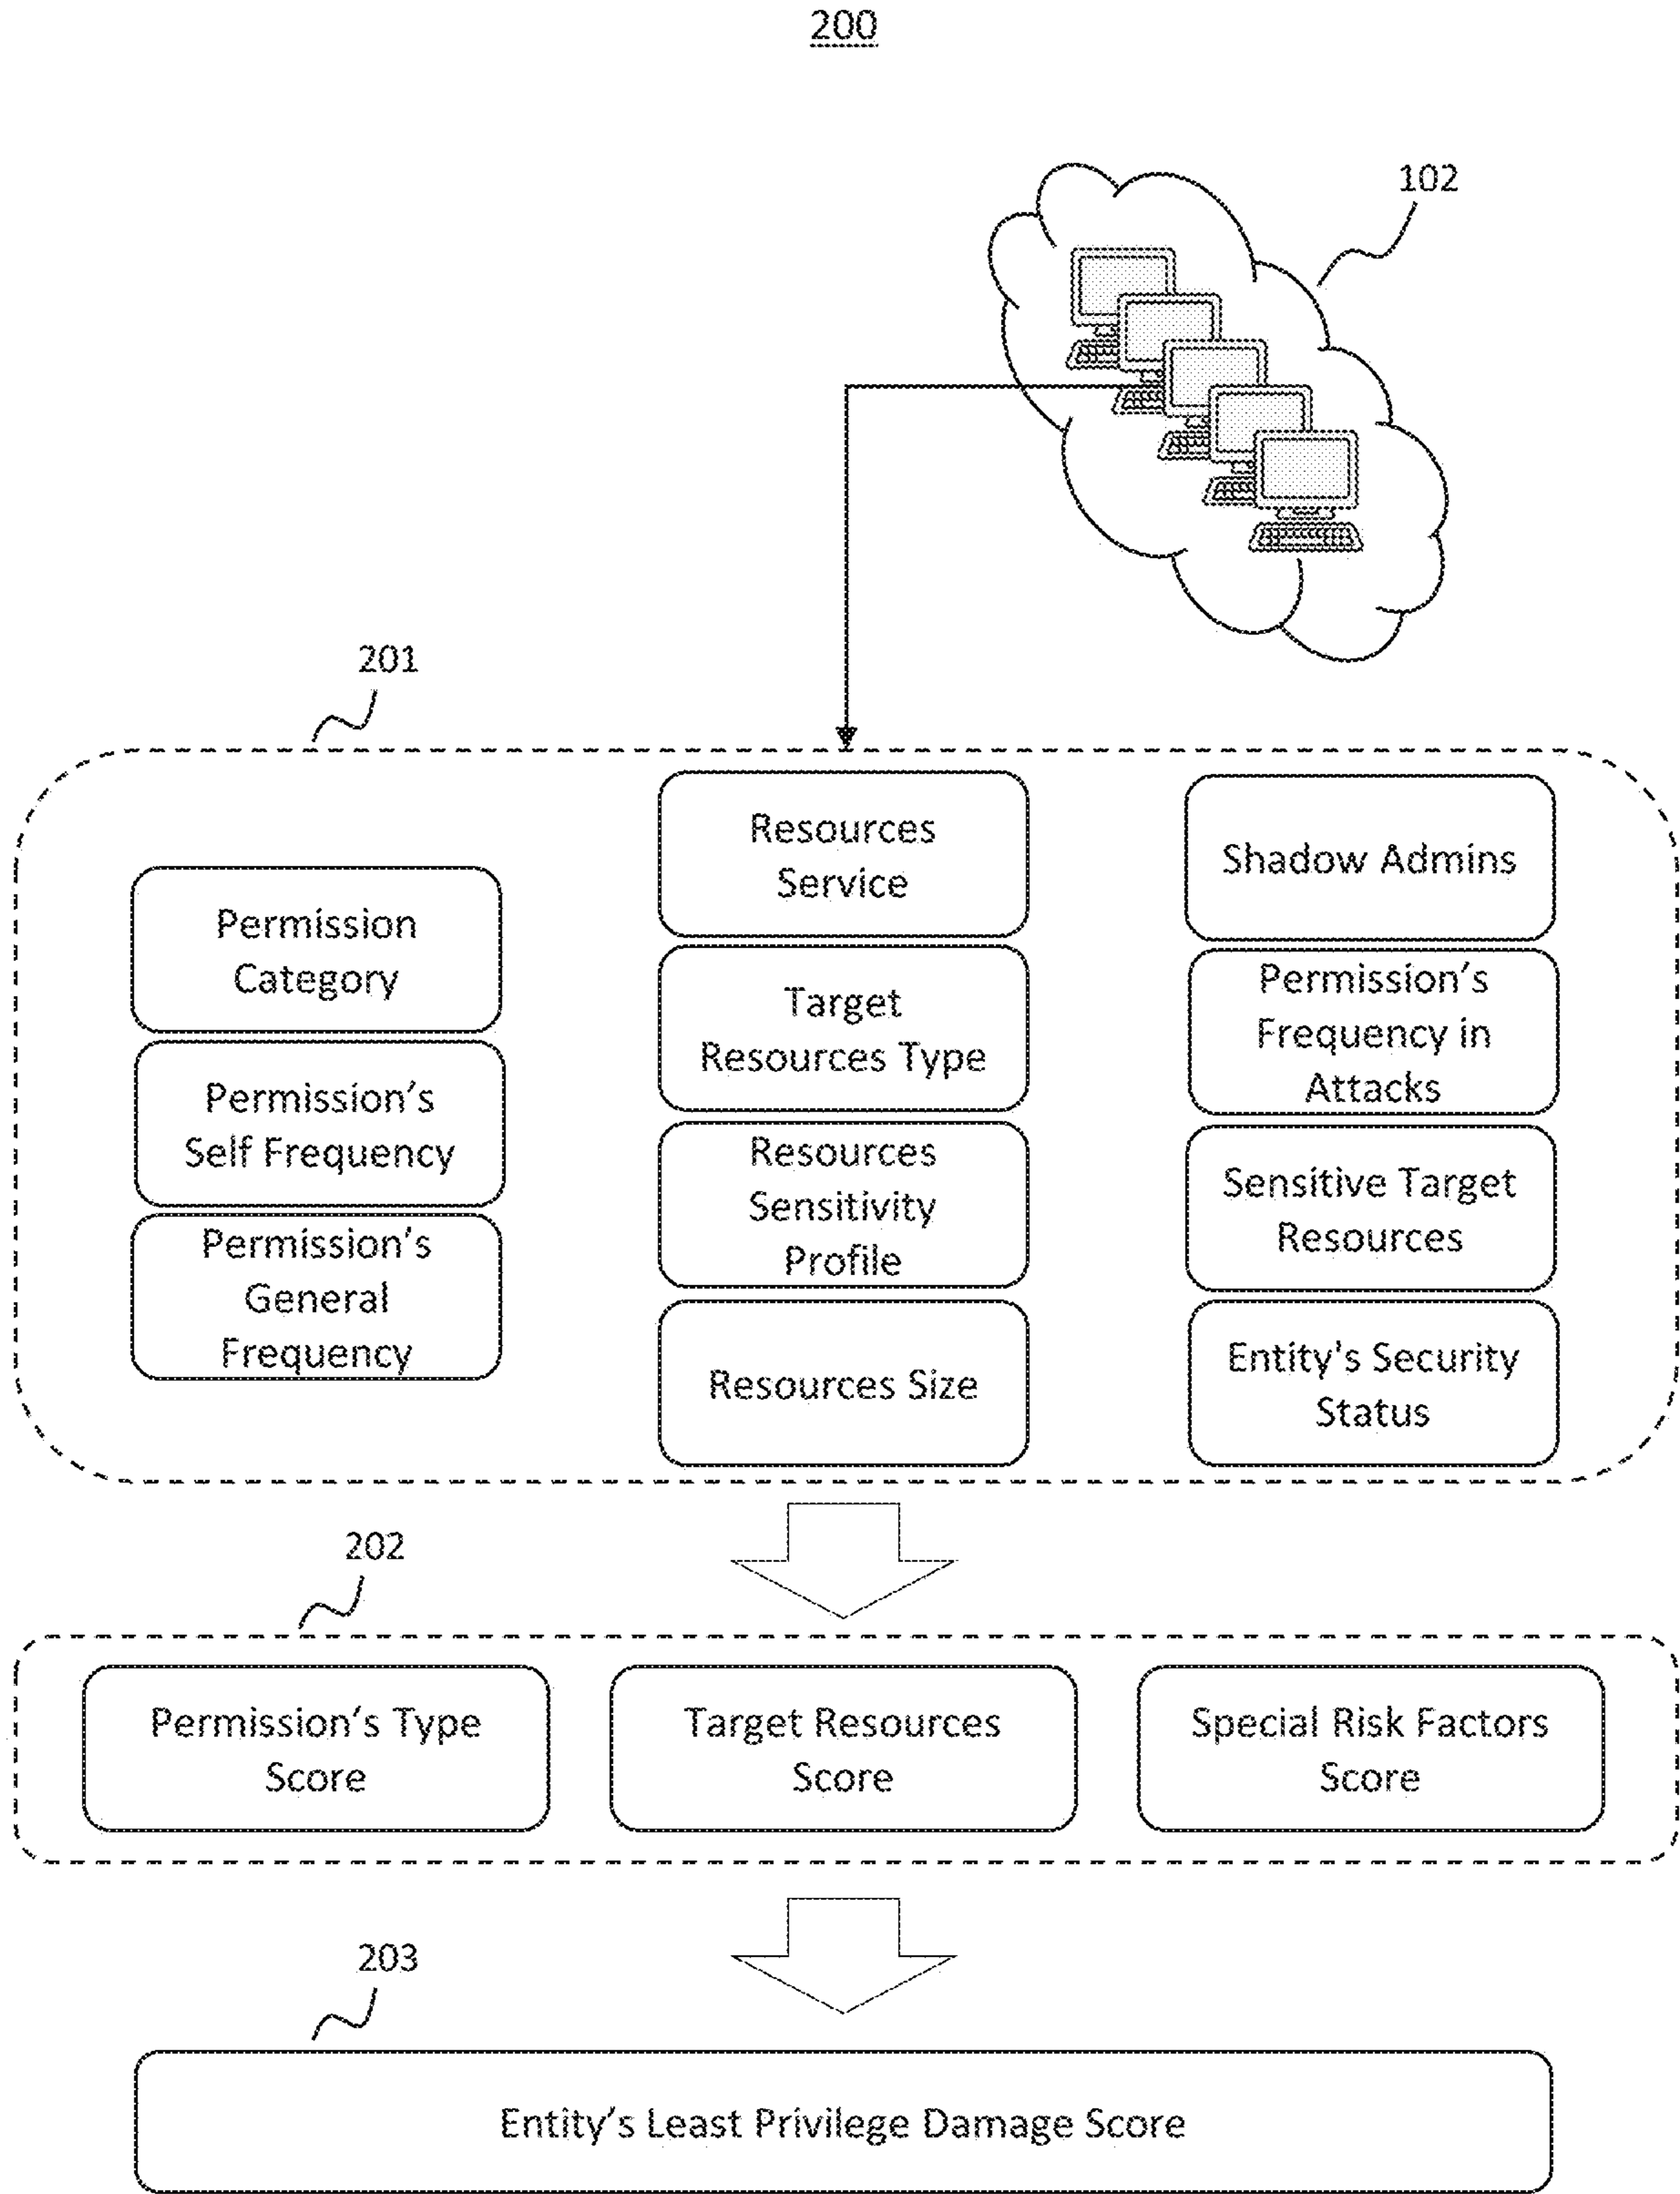 200
102
201
Permission
Category
Permission's
Self Frequency
Permission's
General
Frequency
Resources
Service
Target
Resources Type
Resources
Sensitivity
Profile
Resources Size
Shadow Admins
Permission's
Frequency in
Attacks
Sensitive Target
Resources
Entity's Security
Status
202
Permission's Type
Score
Target Resources
Score
Special Risk Factors
Score
203
Entity's Least Privilege Damage Score